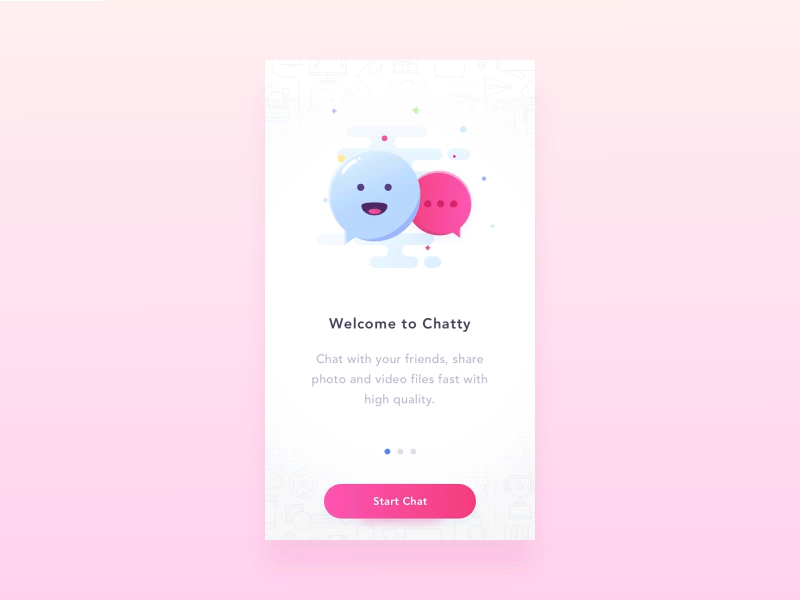 Welcome to Chatty
Chat with your friends, share
photo and video files fast with
high quality.
Start Chat